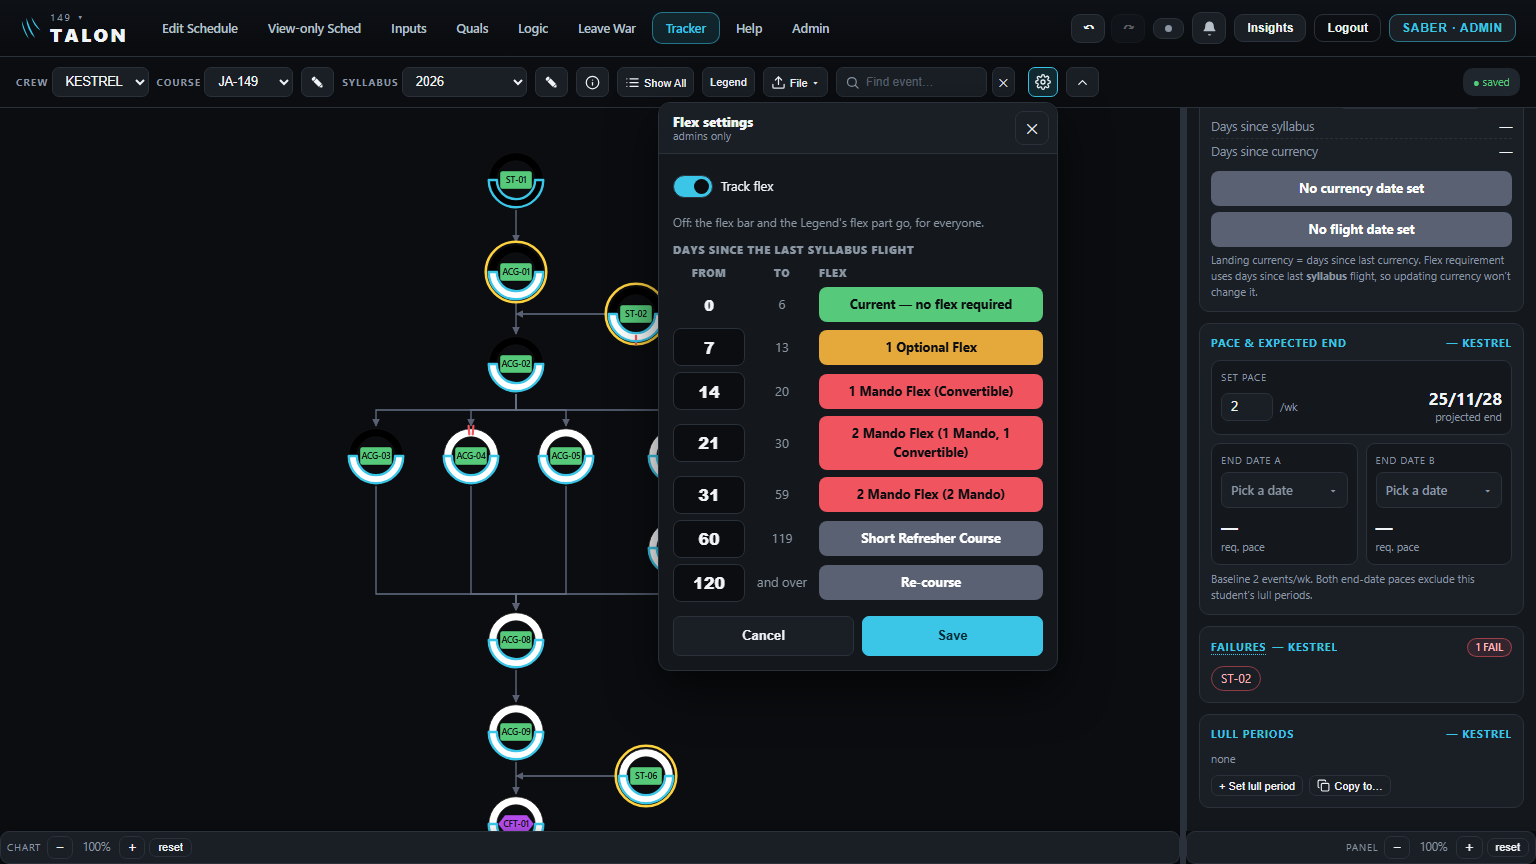 149
TALON
Edit Schedule
View-only Sched
Inputs
Quals
Logic
Leave War
Tracker
Help
Admin
Insights
Logout
SABER · ADMIN
CREW
KESTREL
COURSE
JA-149
SYLLABUS
2026
Show All
Legend
File
Find event...
saved
ST-01
ACG-01
ST-02
ACG-02
ACG-03
ACG-04
ACG-05
ACG-08
ACG-09
ST-06
CFT-01
Flex settings
admins only
Track flex
Off: the flex bar and the Legend's flex part go, for everyone.
DAYS SINCE THE LAST SYLLABUS FLIGHT
FROM TO FLEX
0 6 Current — no flex required
7 13 1 Optional Flex
14 20 1 Mando Flex (Convertible)
21 30 2 Mando Flex (1 Mando, 1
Convertible)
31 59 2 Mando Flex (2 Mando)
60 119 Short Refresher Course
120 and over Re-course
Cancel
Save
Days since syllabus —
Days since currency —
No currency date set
No flight date set
Landing currency = days since last currency. Flex requirement
uses days since last syllabus flight, so updating currency won't
change it.
PACE & EXPECTED END — KESTREL
SET PACE
2 /wk
25/11/28
projected end
END DATE A
Pick a date
—
req. pace
END DATE B
Pick a date
—
req. pace
Baseline 2 events/wk. Both end-date paces exclude this
student's lull periods.
FAILURES — KESTREL
1 FAIL
ST-02
LULL PERIODS — KESTREL
none
+ Set lull period
Copy to...
CHART − 100% + reset
PANEL − 100% + reset